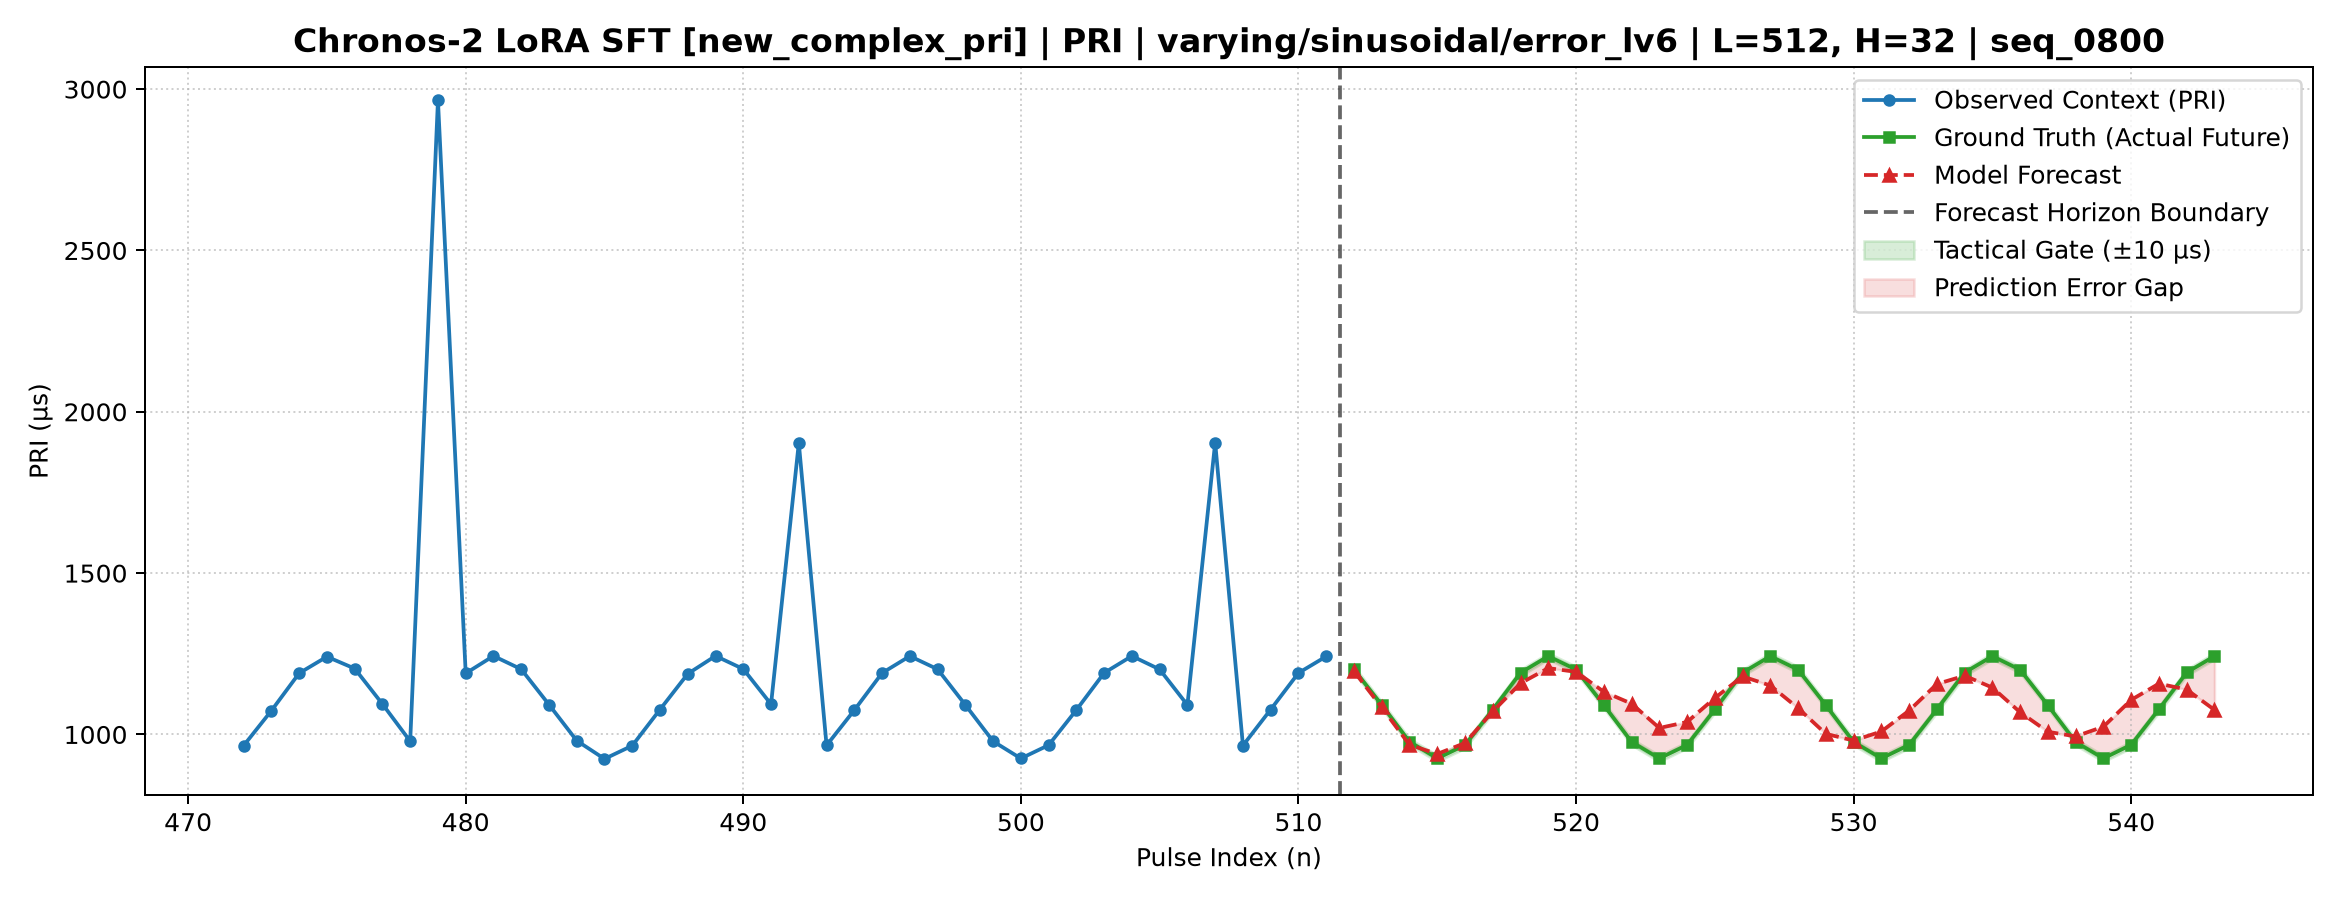 Chronos-2 LoRA SFT [new_complex_pri] | PRI | varying/sinusoidal/error_lv6 | L=512, H=32 | seq_0800
Observed Context (PRI)
Ground Truth (Actual Future)
Model Forecast
Forecast Horizon Boundary
Tactical Gate (±10 μs)
Prediction Error Gap
PRI (μs)
3000
2500
2000
1500
1000
470 480 490 500 510 520 530 540
Pulse Index (n)